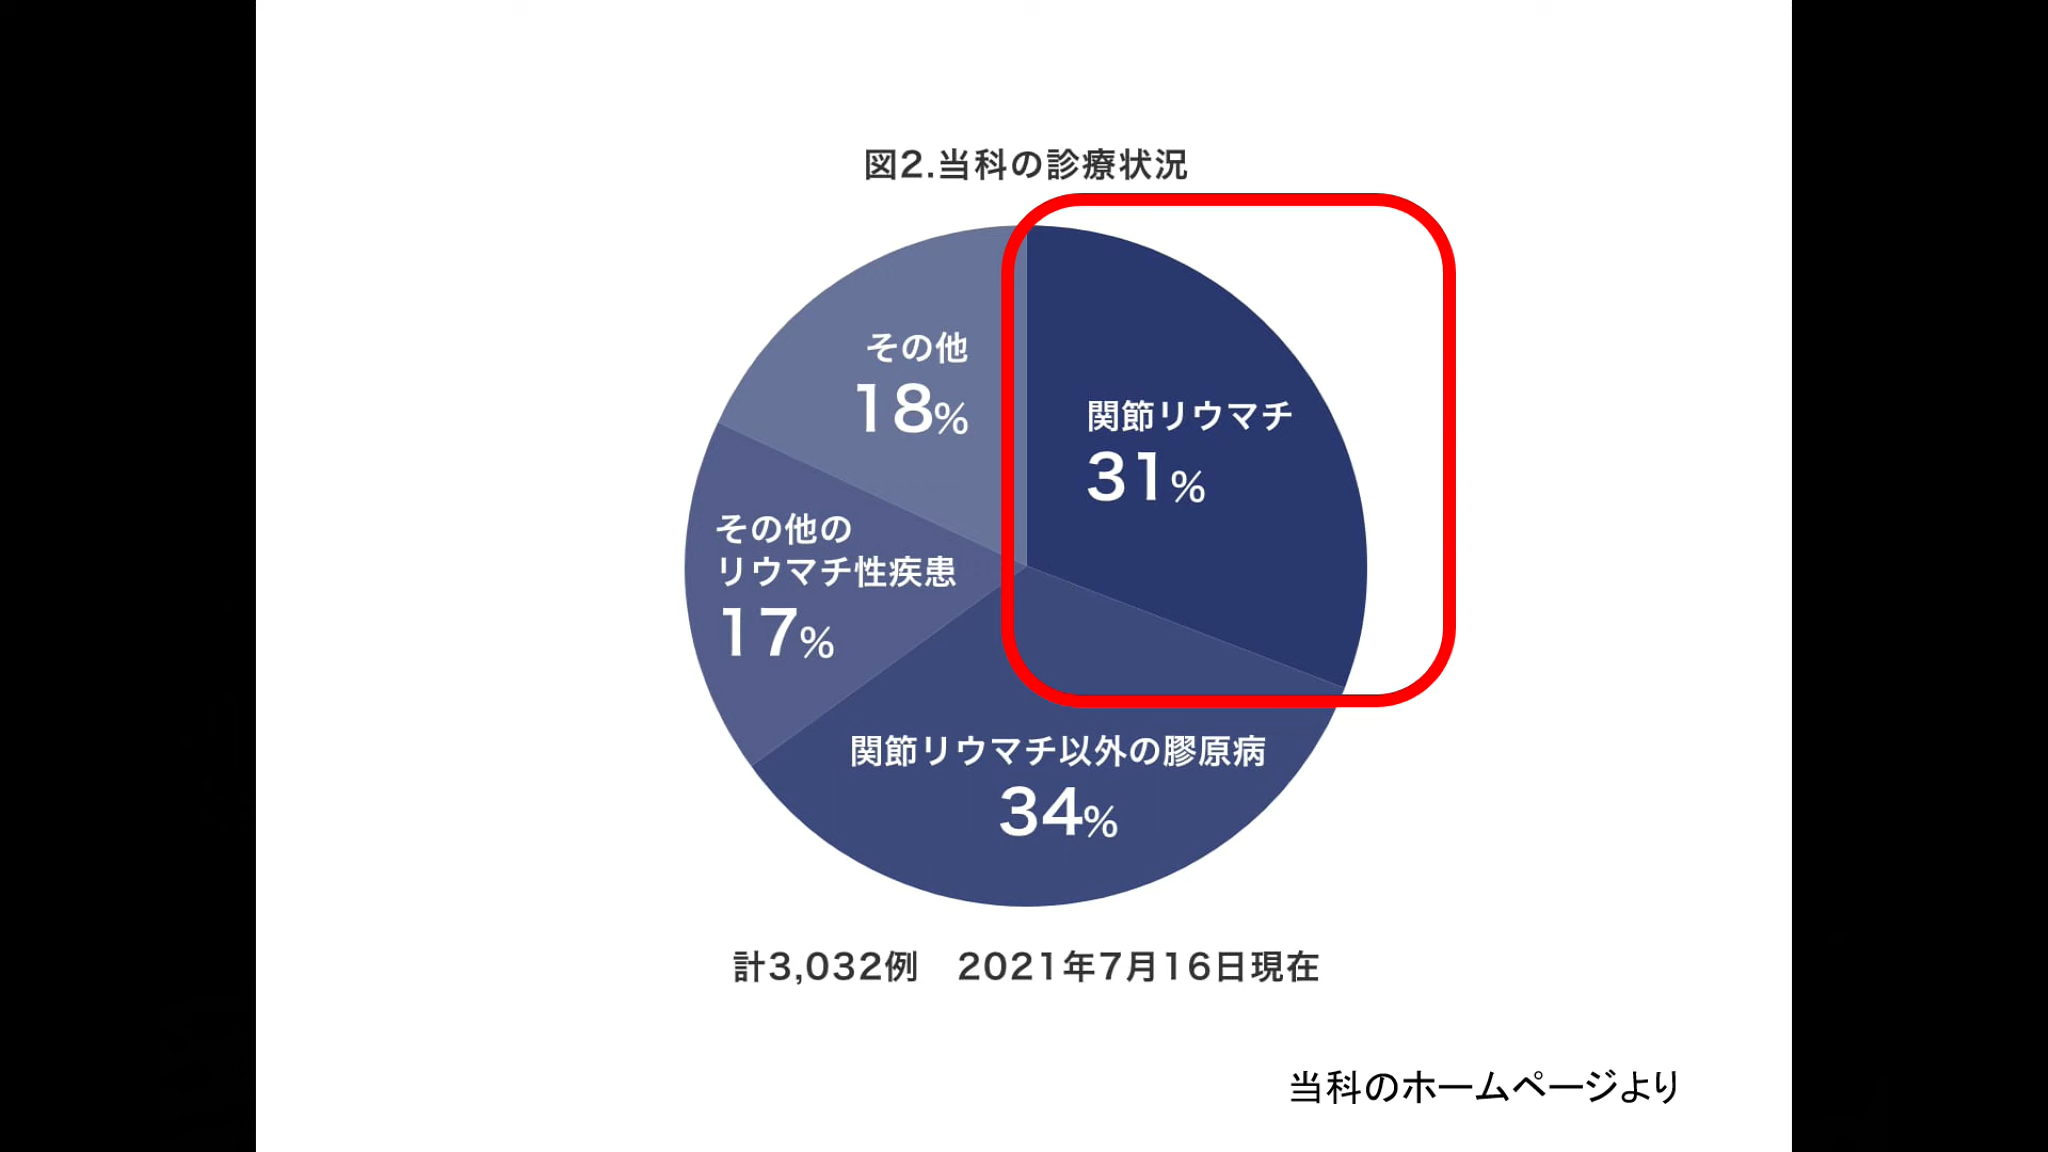 図2.当科の診療状況
関節リウマチ
31%
関節リウマチ以外の膠原病
34%
その他の
リウマチ性疾患
17%
その他
18%
計3,032例　2021年7月16日現在
当科のホームページより